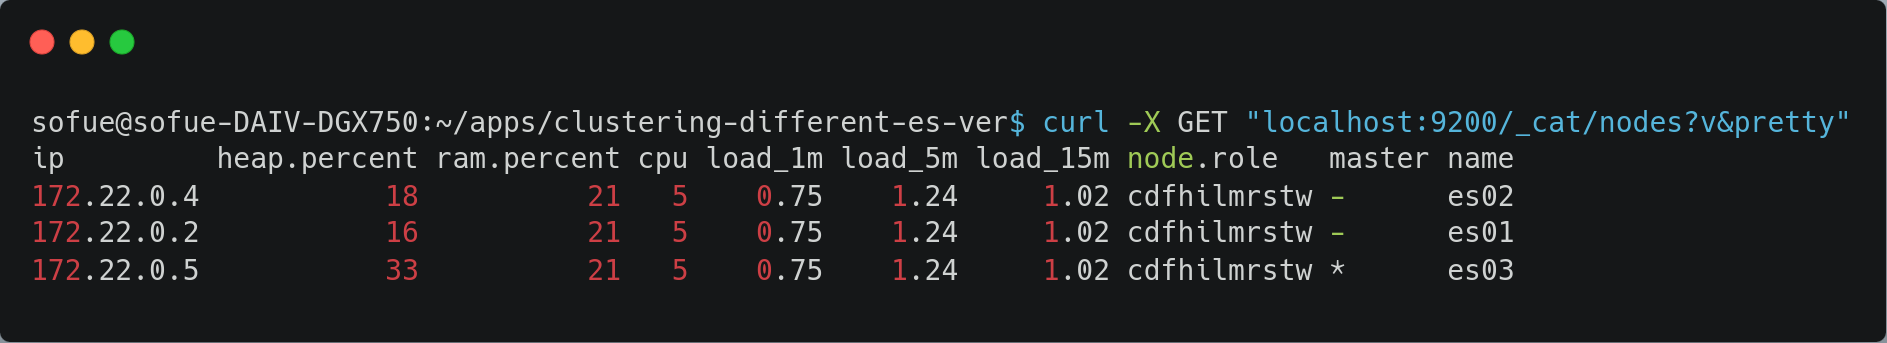 sofue@sofue-DAIV-DGX750:~/apps/clustering-different-es-ver$ curl -X GET "localhost:9200/_cat/nodes?v&pretty"
ip         heap.percent ram.percent cpu load_1m load_5m load_15m node.role   master name
172.22.0.4           18          21   5    0.75    1.24     1.02 cdfhilmrstw -      es02
172.22.0.2           16          21   5    0.75    1.24     1.02 cdfhilmrstw -      es01
172.22.0.5           33          21   5    0.75    1.24     1.02 cdfhilmrstw *      es03